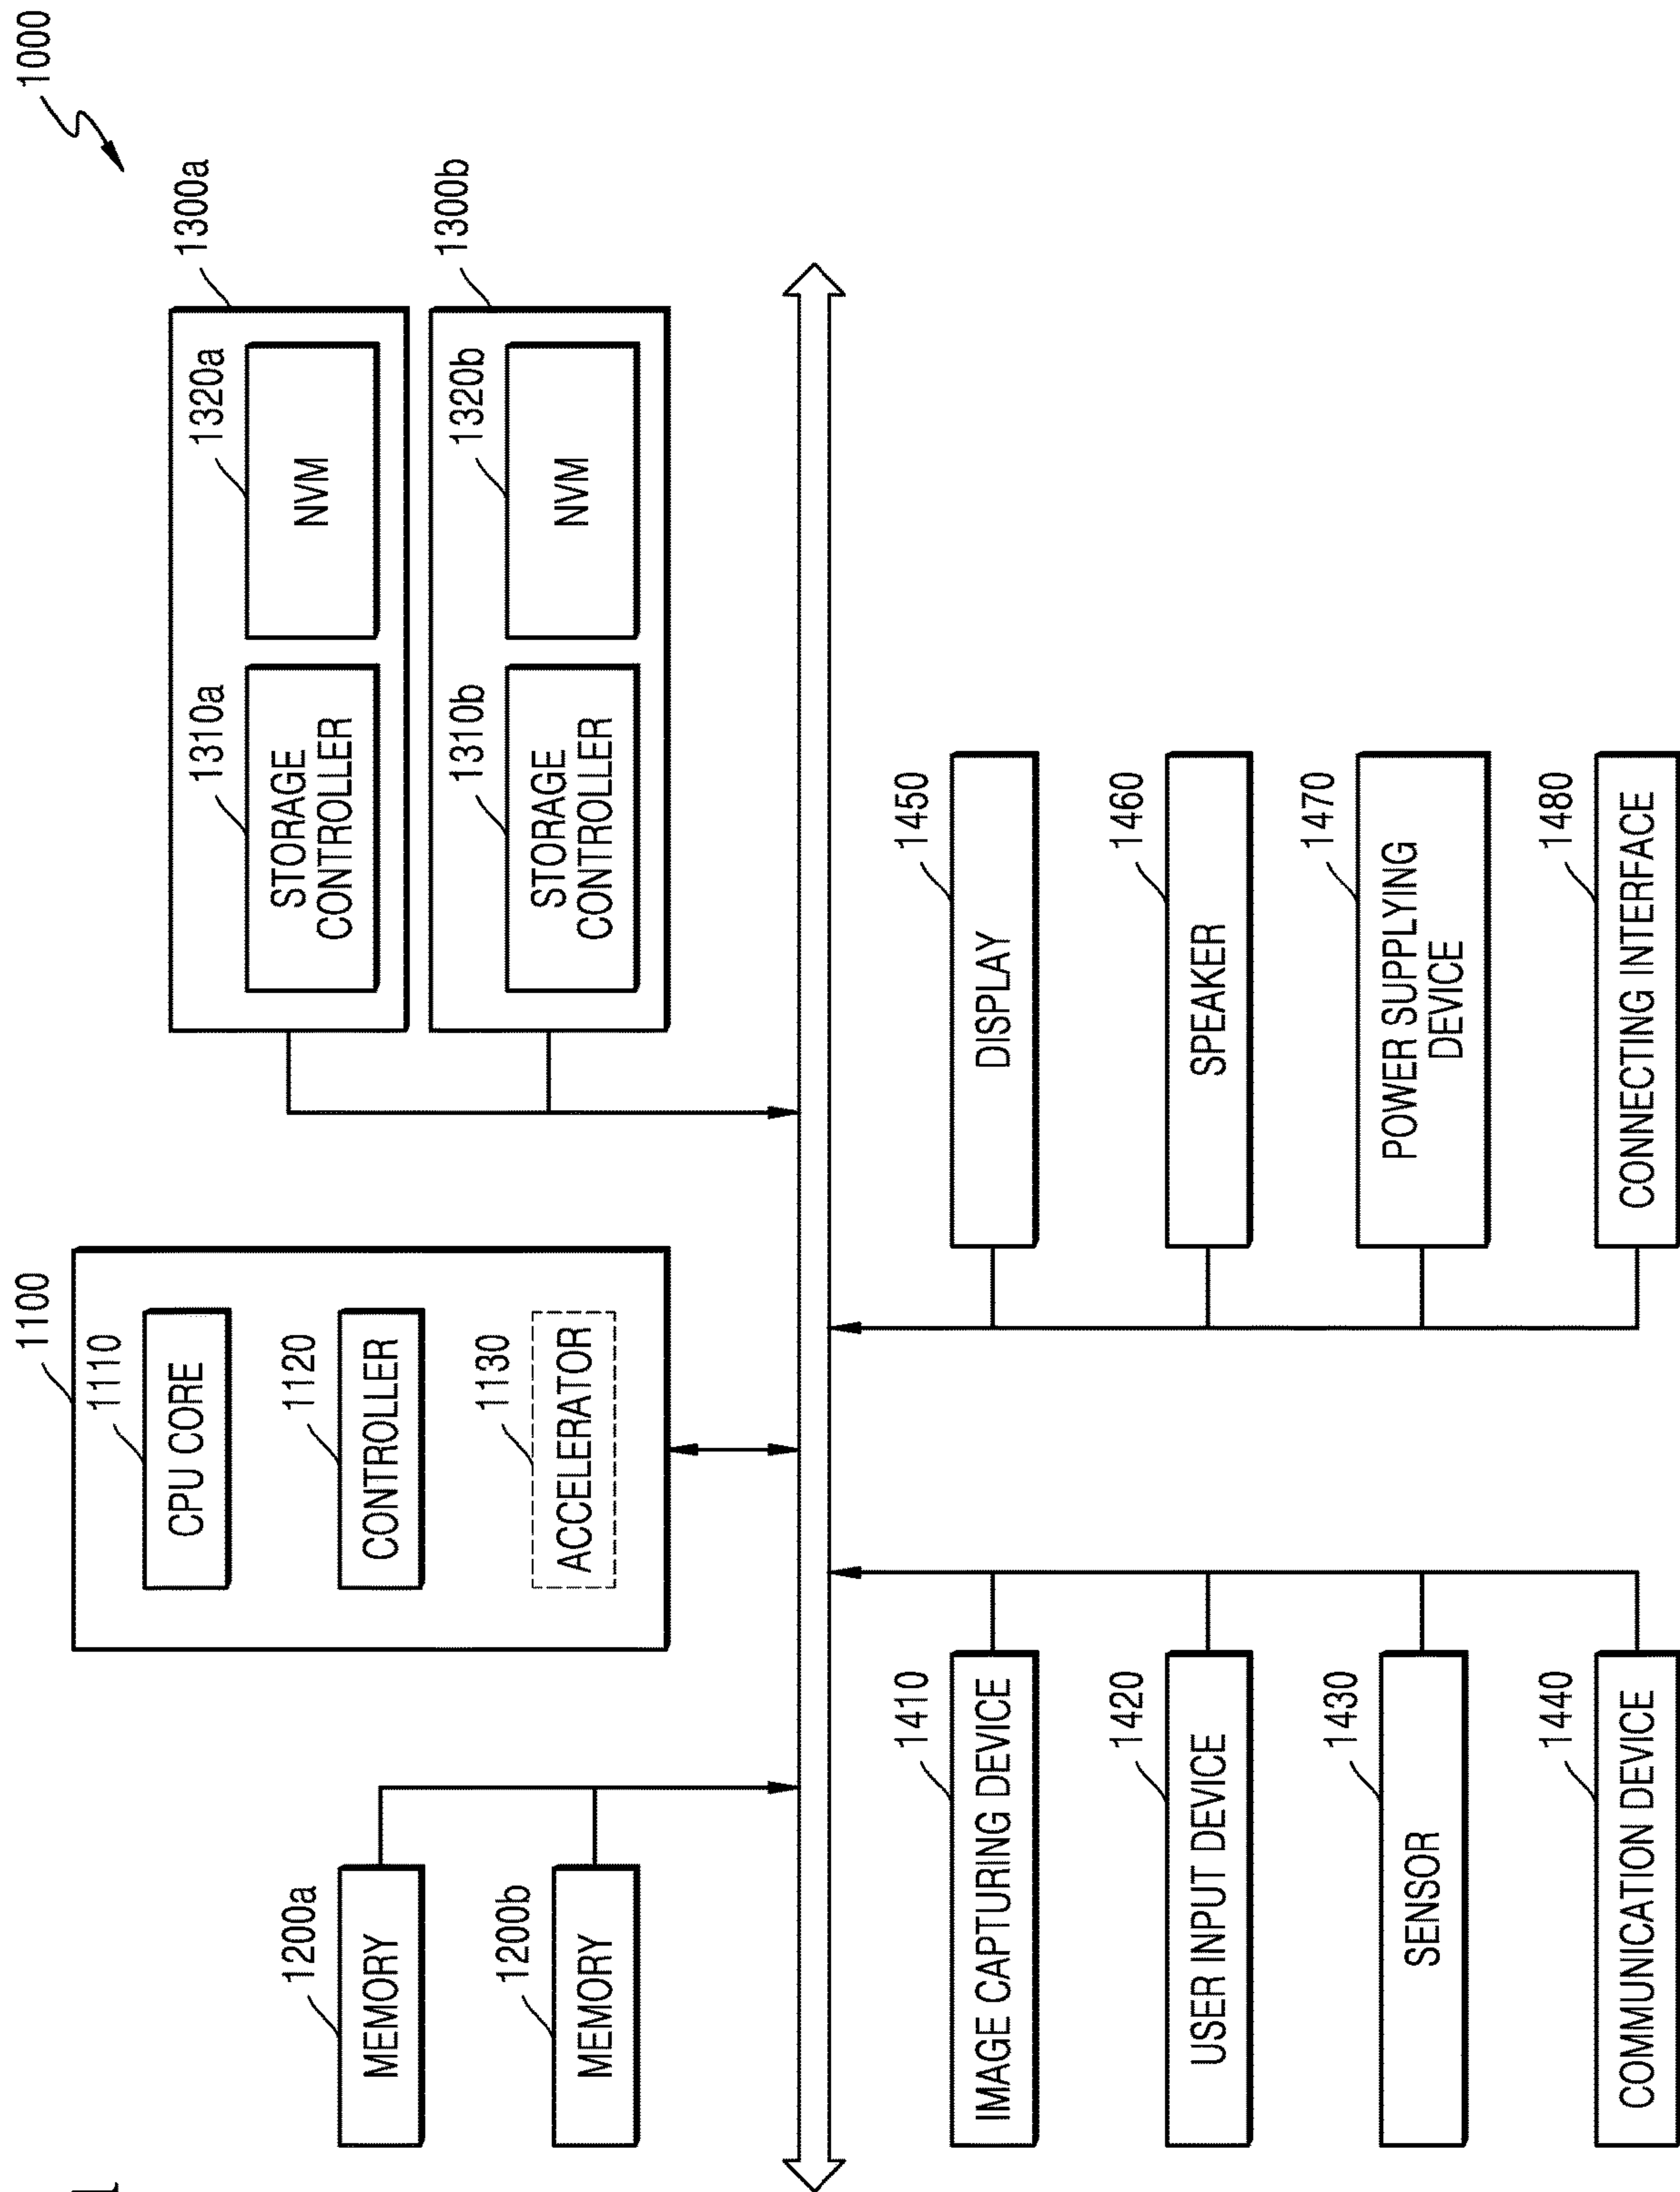 1000
1100
1110
CPU CORE
1120
CONTROLLER
1130
ACCELERATOR
1200a
MEMORY
1200b
MEMORY
1300a
1310a
STORAGE
CONTROLLER
1320a
NVM
1300b
1310b
STORAGE
CONTROLLER
1320b
NVM
1410
IMAGE CAPTURING DEVICE
1420
USER INPUT DEVICE
1430
SENSOR
1440
COMMUNICATION DEVICE
1450
DISPLAY
1460
SPEAKER
1470
POWER SUPPLYING
DEVICE
1480
CONNECTING INTERFACE